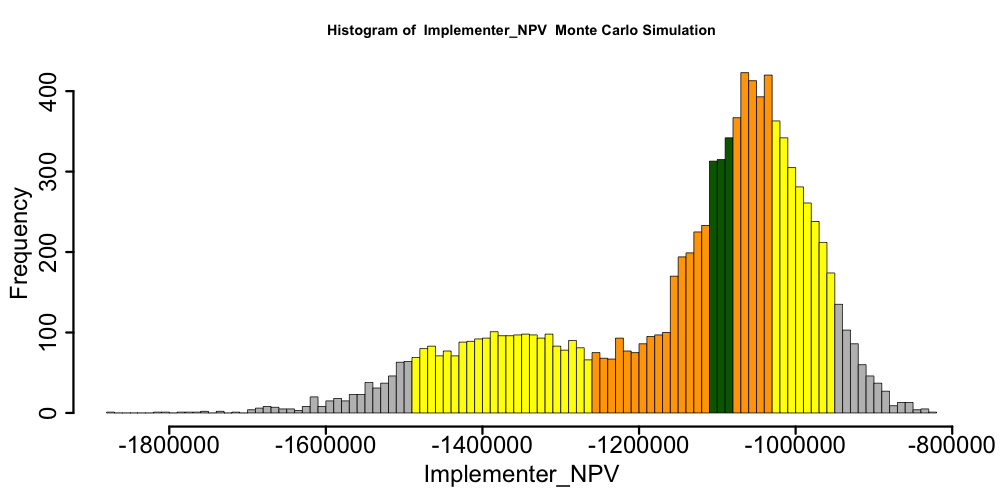 Histogram of Implementer_NPV Monte Carlo Simulation
400
300
200
100
0
Frequency
-1800000 -1600000 -1400000 -1200000 -1000000 -800000
Implementer_NPV